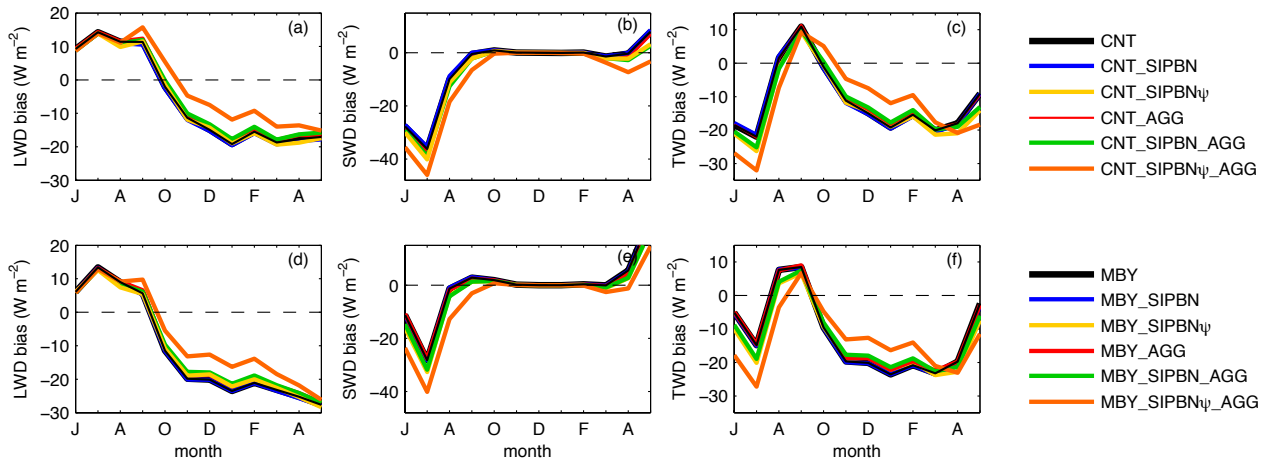 LWD bias (W m−2)
20
10
0
−10
−20
−30
J A O D F A
(a)
SWD bias (W m−2)
0
−20
−40
J A O D F A
(b)
TWD bias (W m−2)
10
0
−10
−20
−30
J A O D F A
(c)
CNT
CNT_SIPBN
CNT_SIPBNψ
CNT_AGG
CNT_SIPBN_AGG
CNT_SIPBNψ_AGG
LWD bias (W m−2)
20
10
0
−10
−20
−30
J A O D F A
month
(d)
SWD bias (W m−2)
0
−20
−40
J A O D F A
month
(e)
TWD bias (W m−2)
10
0
−10
−20
−30
J A O D F A
month
(f)
MBY
MBY_SIPBN
MBY_SIPBNψ
MBY_AGG
MBY_SIPBN_AGG
MBY_SIPBNψ_AGG